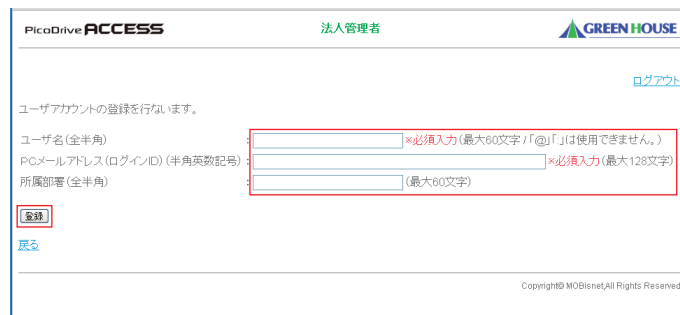 PicoDrive ACCESS 法人管理者 GREEN HOUSE
ログアウト
ユーザアカウントの登録を行ないます。
ユーザ名(全半角) : ※必須入力(最大60文字 / 「@」「:」は使用できません。)
PCメールアドレス(ログインID)(半角英数記号) : ※必須入力(最大128文字)
所属部署(全半角) : (最大60文字)
登録
戻る
Copyright© MOBisnet,All Rights Reserved